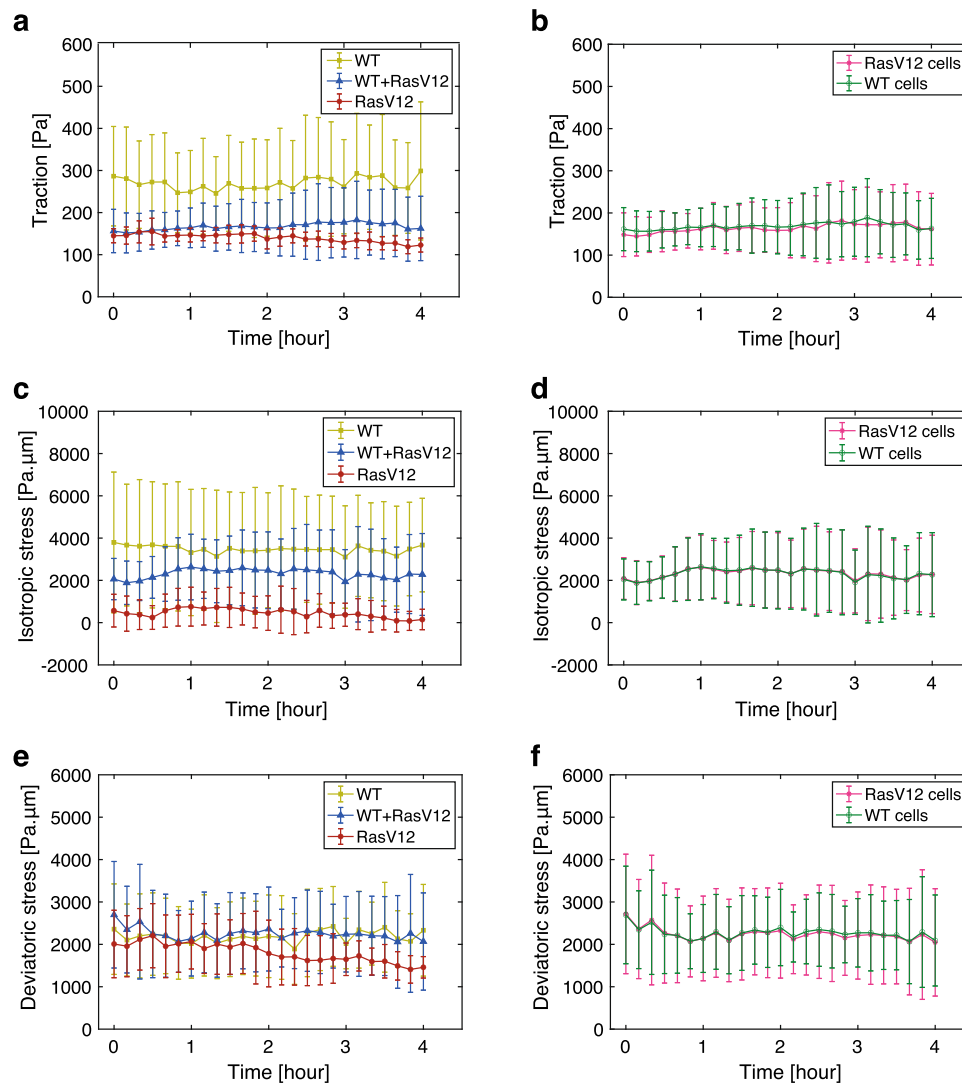 a
600
500
400
300
200
100
0
Traction [Pa]
WT
WT+RasV12
RasV12
0 1 2 3 4
Time [hour]
b
600
500
400
300
200
100
0
Traction [Pa]
RasV12 cells
WT cells
0 1 2 3 4
Time [hour]
c
10000
8000
6000
4000
2000
0
-2000
Isotropic stress [Pa.µm]
WT
WT+RasV12
RasV12
0 1 2 3 4
Time [hour]
d
10000
8000
6000
4000
2000
0
-2000
Isotropic stress [Pa.µm]
RasV12 cells
WT cells
0 1 2 3 4
Time [hour]
e
6000
5000
4000
3000
2000
1000
0
Deviatoric stress [Pa.µm]
WT
WT+RasV12
RasV12
0 1 2 3 4
Time [hour]
f
6000
5000
4000
3000
2000
1000
0
Deviatoric stress [Pa.µm]
RasV12 cells
WT cells
0 1 2 3 4
Time [hour]